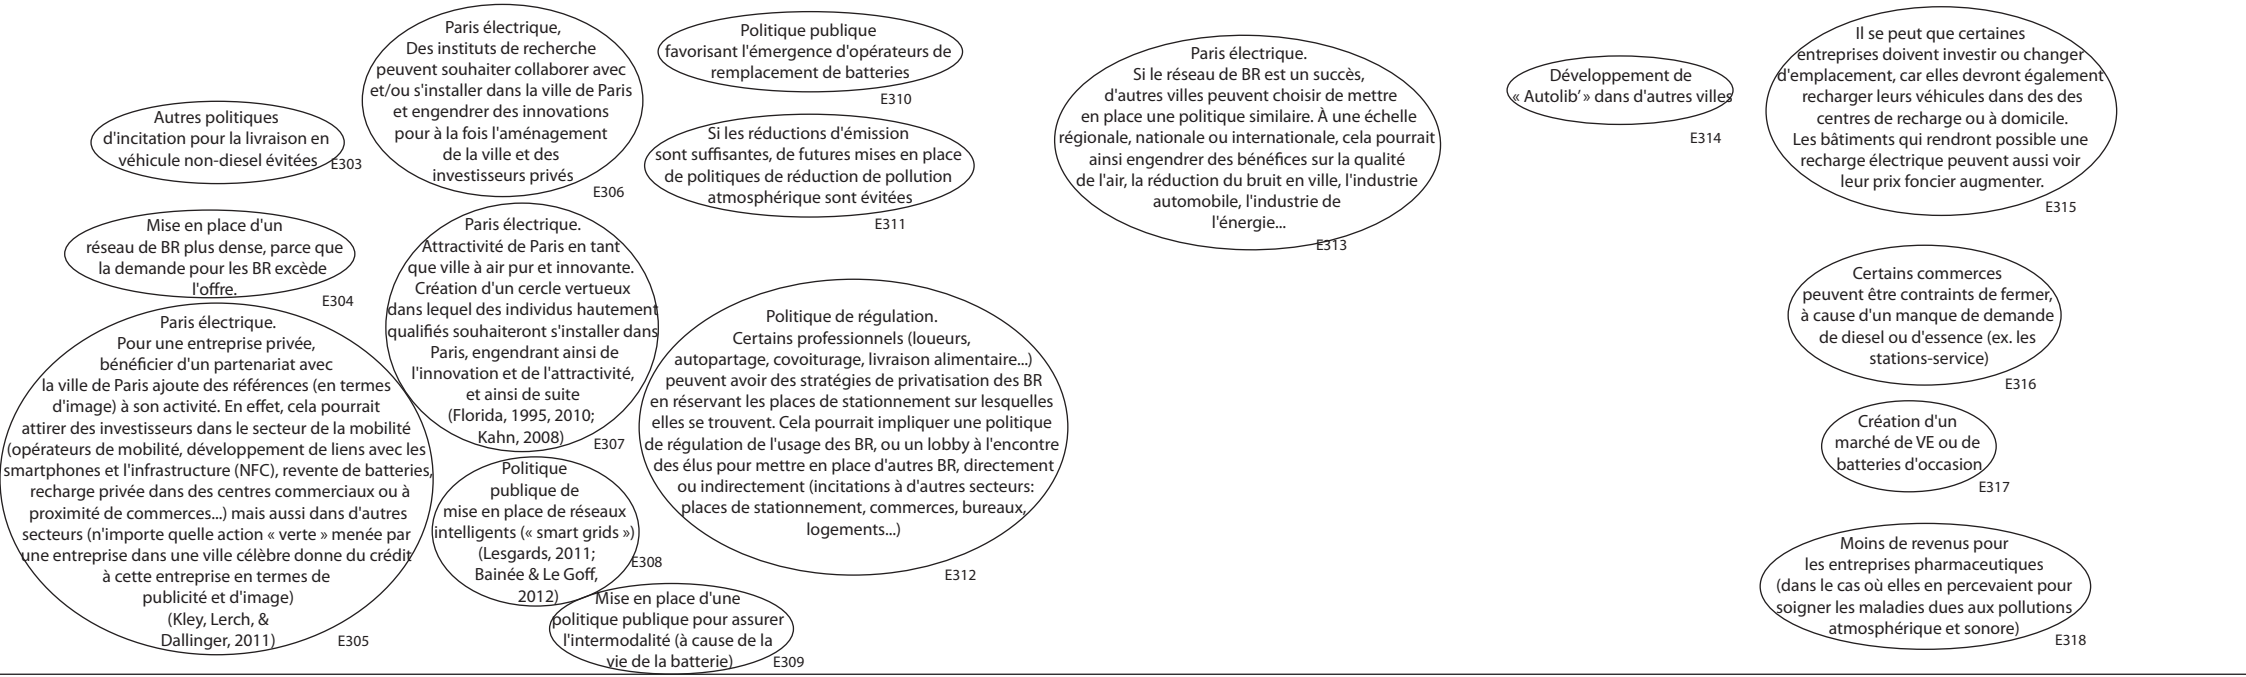 Autres politiques
d'incitation pour la livraison en
véhicule non-diesel évitées
E303
Mise en place d'un
réseau de BR plus dense, parce que
la demande pour les BR excède
l'offre.
E304
Paris électrique.
Pour une entreprise privée,
bénéficier d'un partenariat avec
la ville de Paris ajoute des références (en termes
d'image) à son activité. En effet, cela pourrait
attirer des investisseurs dans le secteur de la mobilité
(opérateurs de mobilité, développement de liens avec les
smartphones et l'infrastructure (NFC), revente de batteries,
recharge privée dans des centres commerciaux ou à
proximité de commerces...) mais aussi dans d'autres
secteurs (n'importe quelle action « verte » menée par
une entreprise dans une ville célèbre donne du crédit
à cette entreprise en termes de
publicité et d'image)
(Kley, Lerch, &
Dallinger, 2011)
E305
Paris électrique,
Des instituts de recherche
peuvent souhaiter collaborer avec
et/ou s'installer dans la ville de Paris
et engendrer des innovations
pour à la fois l'aménagement
de la ville et des
investisseurs privés
E306
Paris électrique.
Attractivité de Paris en tant
que ville à air pur et innovante.
Création d'un cercle vertueux
dans lequel des individus hautement
qualifiés souhaiteront s'installer dans
Paris, engendrant ainsi de
l'innovation et de l'attractivité,
et ainsi de suite
(Florida, 1995, 2010;
Kahn, 2008)
E307
Politique
publique de
mise en place de réseaux
intelligents (« smart grids »)
(Lesgards, 2011;
Bainée & Le Goff,
2012)
E308
Mise en place d'une
politique publique pour assurer
l'intermodalité (à cause de la
vie de la batterie)
E309
Politique publique
favorisant l'émergence d'opérateurs de
remplacement de batteries
E310
Si les réductions d'émission
sont suffisantes, de futures mises en place
de politiques de réduction de pollution
atmosphérique sont évitées
E311
Politique de régulation.
Certains professionnels (loueurs,
autopartage, covoiturage, livraison alimentaire...)
peuvent avoir des stratégies de privatisation des BR
en réservant les places de stationnement sur lesquelles
elles se trouvent. Cela pourrait impliquer une politique
de régulation de l'usage des BR, ou un lobby à l'encontre
des élus pour mettre en place d'autres BR, directement
ou indirectement (incitations à d'autres secteurs:
places de stationnement, commerces, bureaux,
logements...)
E312
Paris électrique.
Si le réseau de BR est un succès,
d'autres villes peuvent choisir de mettre
en place une politique similaire. À une échelle
régionale, nationale ou internationale, cela pourrait
ainsi engendrer des bénéfices sur la qualité
de l'air, la réduction du bruit en ville, l'industrie
automobile, l'industrie de
l'énergie...
E313
Développement de
« Autolib' » dans d'autres villes
E314
Il se peut que certaines
entreprises doivent investir ou changer
d'emplacement, car elles devront également
recharger leurs véhicules dans des des
centres de recharge ou à domicile.
Les bâtiments qui rendront possible une
recharge électrique peuvent aussi voir
leur prix foncier augmenter.
E315
Certains commerces
peuvent être contraints de fermer,
à cause d'un manque de demande
de diesel ou d'essence (ex. les
stations-service)
E316
Création d'un
marché de VE ou de
batteries d'occasion
E317
Moins de revenus pour
les entreprises pharmaceutiques
(dans le cas où elles en percevaient pour
soigner les maladies dues aux pollutions
atmosphérique et sonore)
E318